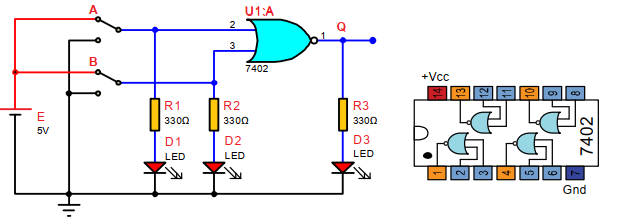 A
U1:A
Q
2
1
3
7402
B
R1
330Ω
R2
330Ω
R3
330Ω
E
5V
D1
LED
D2
LED
D3
LED
+Vcc
14 13 12 11 10 9 8
7402
1 2 3 4 5 6 7
Gnd